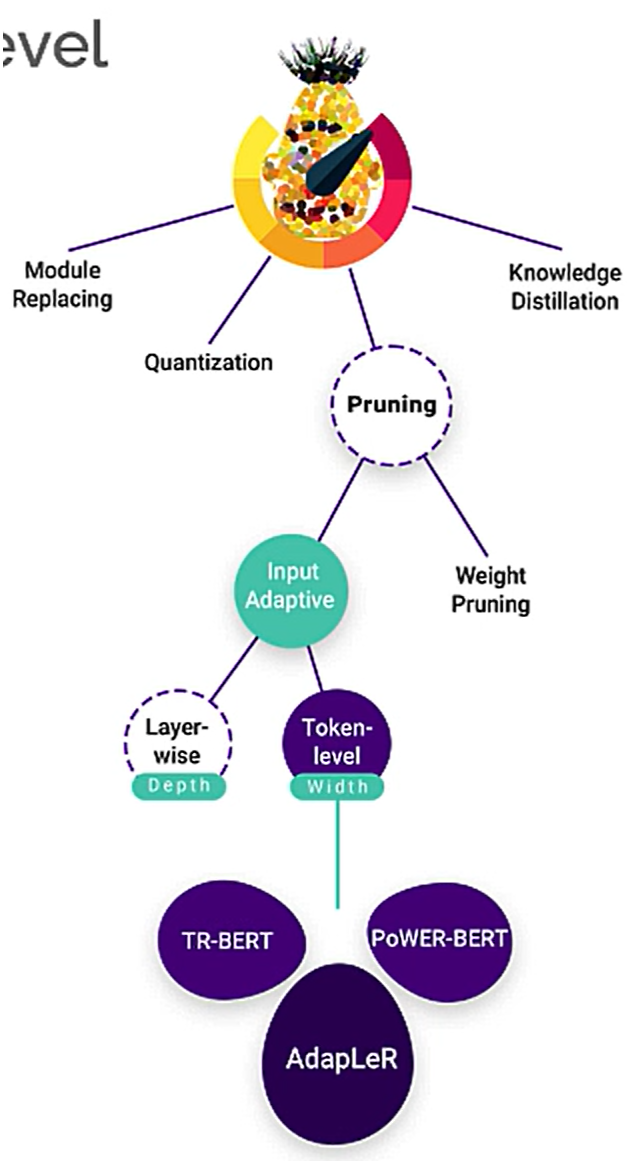 evel
Module
Replacing
Knowledge
Distillation
Quantization
Pruning
Input
Adaptive
Weight
Pruning
Layer-
wise
Depth
Token-
level
Width
TR-BERT
PoWER-BERT
AdapLeR